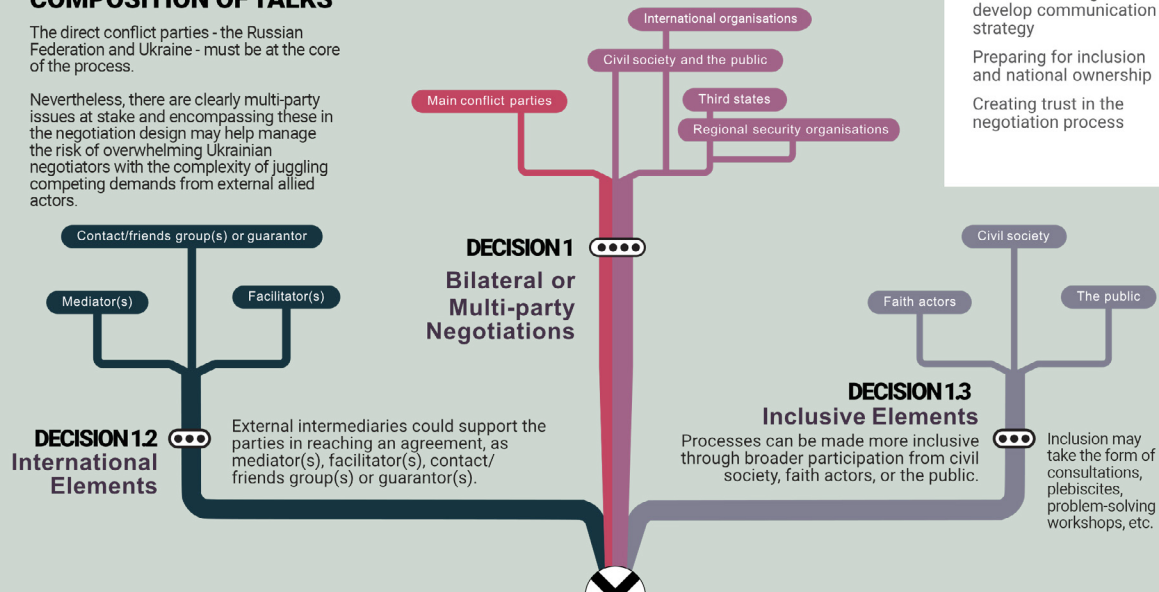 COMPOSITION OF TALKS
The direct conflict parties - the Russian
Federation and Ukraine - must be at the core
of the process.
Nevertheless, there are clearly multi-party
issues at stake and encompassing these in
the negotiation design may help manage
the risk of overwhelming Ukrainian
negotiators with the complexity of juggling
competing demands from external allied
actors.
International organisations
Civil society and the public
Main conflict parties
Third states
Regional security organisations
develop communication
strategy
Preparing for inclusion
and national ownership
Creating trust in the
negotiation process
DECISION 1
Bilateral or
Multi-party
Negotiations
Contact/friends group(s) or guarantor
Mediator(s)
Facilitator(s)
DECISION 1.2
International
Elements
External intermediaries could support the
parties in reaching an agreement, as
mediator(s), facilitator(s), contact/
friends group(s) or guarantor(s).
Civil society
Faith actors
The public
DECISION 1.3
Inclusive Elements
Processes can be made more inclusive
through broader participation from civil
society, faith actors, or the public.
Inclusion may
take the form of
consultations,
plebiscites,
problem-solving
workshops, etc.